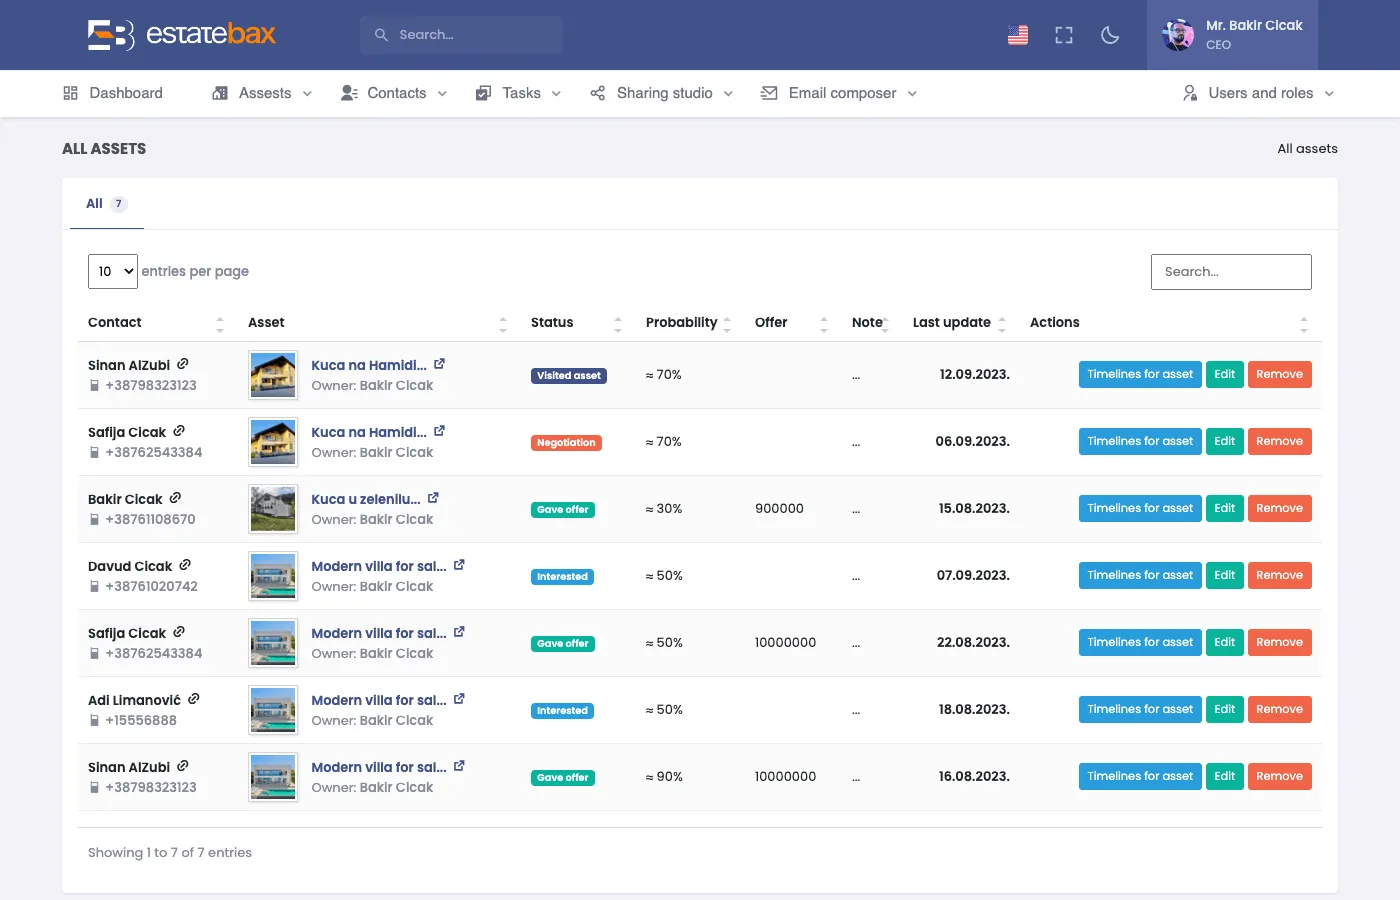 estatebax
Search...
Mr. Bakir Cicak
CEO
Dashboard
Assests
Contacts
Tasks
Sharing studio
Email composer
Users and roles
ALL ASSETS
All assets
All 7
10 entries per page
Search...
Contact Asset Status Probability Offer Note Last update Actions
Sinan AlZubi Kuca na Hamidi... Visited asset ≈ 70% ... 12.09.2023. Timelines for asset Edit Remove
+38798323123 Owner: Bakir Cicak
Safija Cicak Kuca na Hamidi... Negotiation ≈ 70% ... 06.09.2023. Timelines for asset Edit Remove
+38762543384 Owner: Bakir Cicak
Bakir Cicak Kuca u zelenilu... Gave offer ≈ 30% 900000 ... 15.08.2023. Timelines for asset Edit Remove
+38761108670 Owner: Bakir Cicak
Davud Cicak Modern villa for sal... Interested ≈ 50% ... 07.09.2023. Timelines for asset Edit Remove
+38761020742 Owner: Bakir Cicak
Safija Cicak Modern villa for sal... Gave offer ≈ 50% 10000000 ... 22.08.2023. Timelines for asset Edit Remove
+38762543384 Owner: Bakir Cicak
Adi Limanović Modern villa for sal... Interested ≈ 50% ... 18.08.2023. Timelines for asset Edit Remove
+15556888 Owner: Bakir Cicak
Sinan AlZubi Modern villa for sal... Gave offer ≈ 90% 10000000 ... 16.08.2023. Timelines for asset Edit Remove
+38798323123 Owner: Bakir Cicak
Showing 1 to 7 of 7 entries